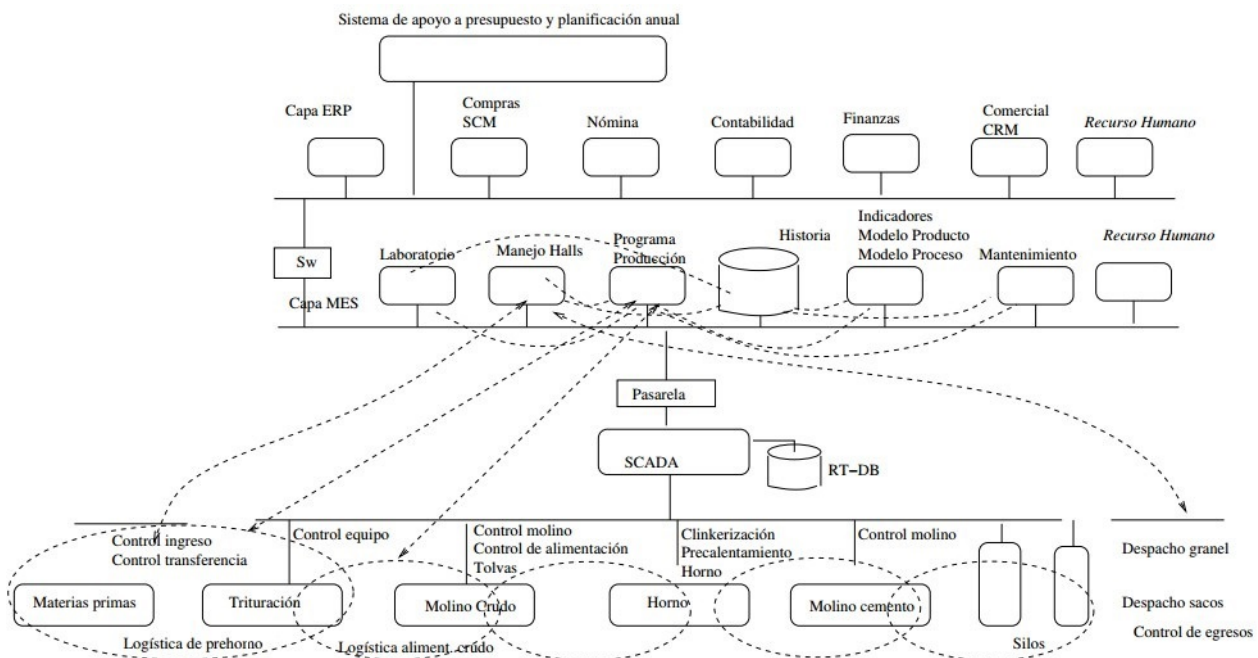 Sistema de apoyo a presupuesto y planificación anual
Capa ERP
Compras
SCM
Nómina
Contabilidad
Finanzas
Comercial
CRM
Recurso Humano
Sw
Capa MES
Laboratorio
Manejo Halls
Programa
Producción
Historia
Indicadores
Modelo Producto
Modelo Proceso
Mantenimiento
Recurso Humano
Pasarela
SCADA
RT-DB
Control ingreso
Control transferencia
Control equipo
Control molino
Control de alimentación
Tolvas
Clinkerización
Precalentamiento
Horno
Control molino
Despacho granel
Materias primas
Trituración
Molino Crudo
Horno
Molino cemento
Despacho sacos
Logística de prehorno
Logística aliment. crudo
Silos
Control de egresos